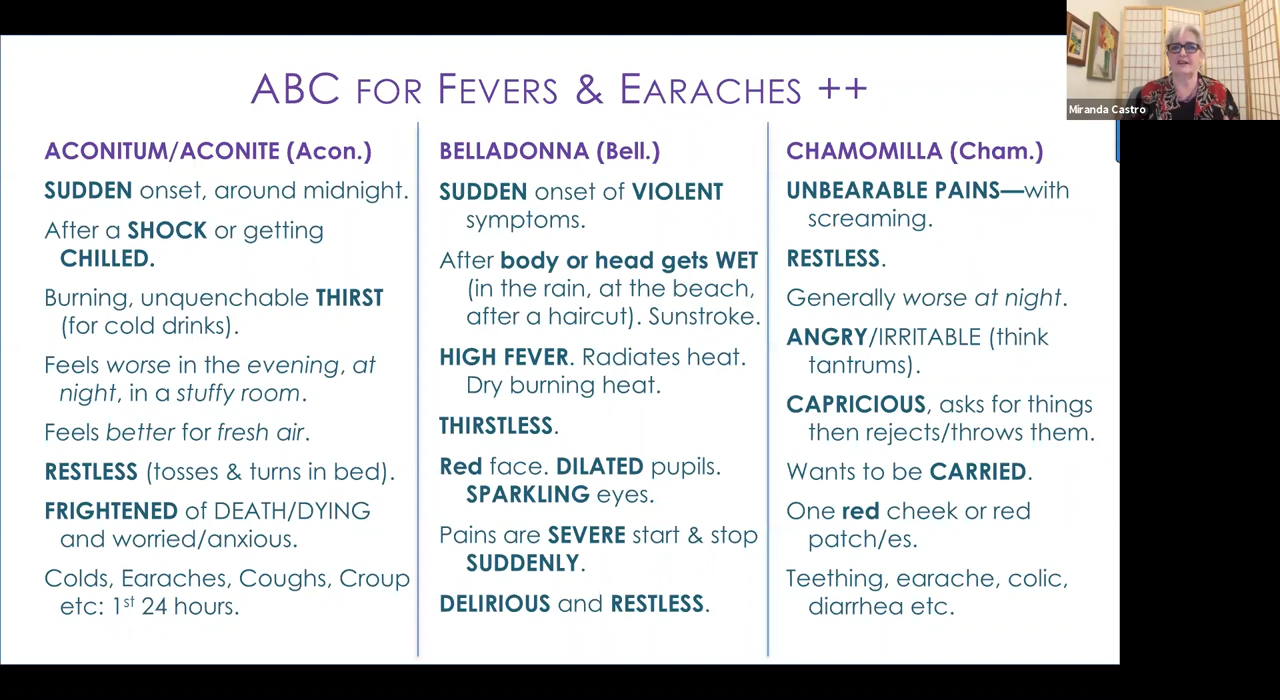 Miranda Castro
ABC FOR FEVERS & EARACHES ++
ACONITUM/ACONITE (Acon.)
SUDDEN onset, around midnight.
After a SHOCK or getting
CHILLED.
Burning, unquenchable THIRST
(for cold drinks).
Feels worse in the evening, at
night, in a stuffy room.
Feels better for fresh air.
RESTLESS (tosses & turns in bed).
FRIGHTENED of DEATH/DYING
and worried/anxious.
Colds, Earaches, Coughs, Croup
etc: 1st 24 hours.
BELLADONNA (Bell.)
SUDDEN onset of VIOLENT
symptoms.
After body or head gets WET
(in the rain, at the beach,
after a haircut). Sunstroke.
HIGH FEVER. Radiates heat.
Dry burning heat.
THIRSTLESS.
Red face. DILATED pupils.
SPARKLING eyes.
Pains are SEVERE start & stop
SUDDENLY.
DELIRIOUS and RESTLESS.
CHAMOMILLA (Cham.)
UNBEARABLE PAINS—with
screaming.
RESTLESS.
Generally worse at night.
ANGRY/IRRITABLE (think
tantrums).
CAPRICIOUS, asks for things
then rejects/throws them.
Wants to be CARRIED.
One red cheek or red
patch/es.
Teething, earache, colic,
diarrhea etc.